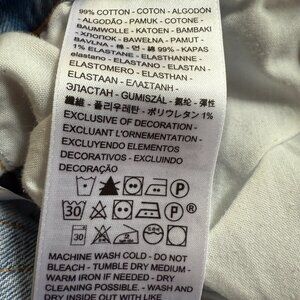 99% COTTON - COTON - ALGODÓN
- ALGODÃO - PAMUK - COTONE -
BAUMWOLLE - KATOEN - BAMBAKI
- ХЛОПОК - BAWEŁNA - PAMUT -
BAVLNA - 棉 - 면 99% - KAPAS
1% ELASTANE - ELASTHANNE -
elastano - ELASTAN - ELASTAN
ELASTOMERO - ELASTHAN -
ELASTAAN - ΕΛΑΣΤΑΝΗ -
ЭЛАСТАН - GUMISZÁL - 氨纶 - 彈性
纖維 - 폴리우레탄 - ポリウレタン 1%
EXCLUSIVE OF DECORATION -
EXCLUANT L'ORNEMENTATION -
EXCLUYENDO ELEMENTOS
DECORATIVOS - EXCLUINDO
DECORAÇÃO
P
30 P
30
MACHINE WASH COLD - DO NOT
BLEACH - TUMBLE DRY MEDIUM -
WARM IRON IF NEEDED - DRY
CLEANING POSSIBLE. - WASH AND
DRY INSIDE OUT WITH LIKE